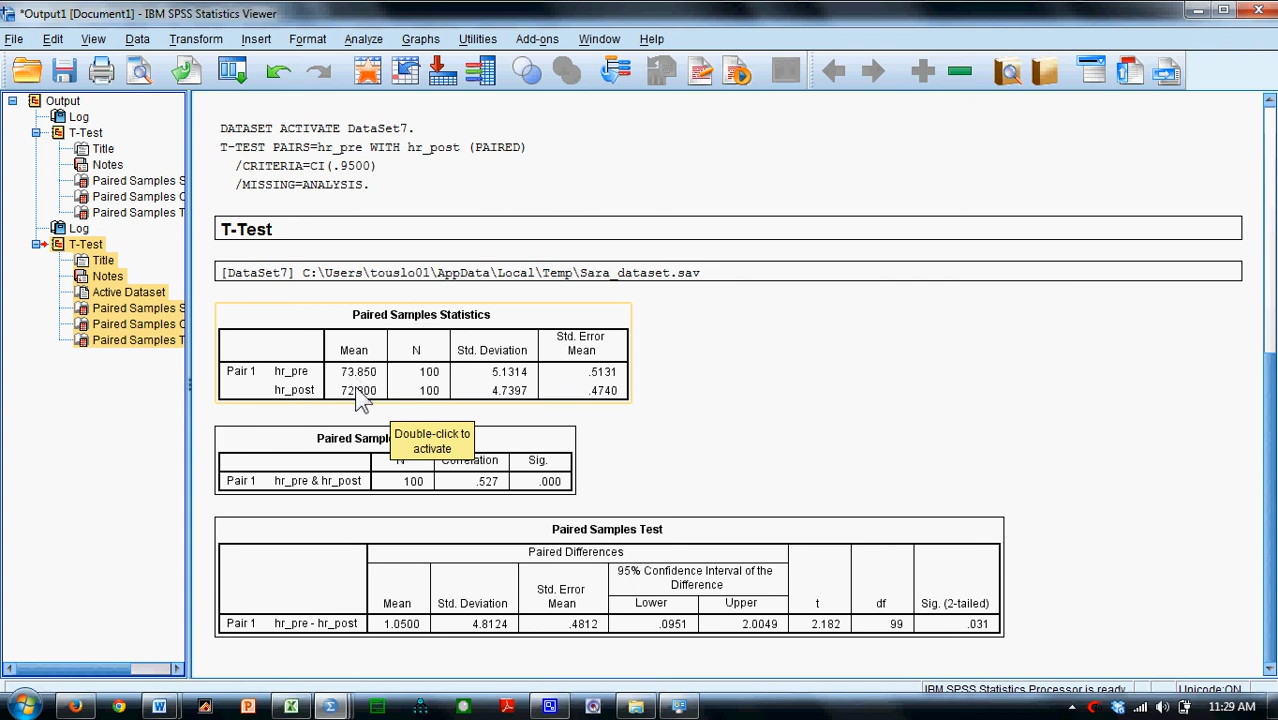 *Output1 [Document1] - IBM SPSS Statistics Viewer
File Edit View Data Transform Insert Format Analyze Graphs Utilities Add-ons Window Help
Output
Log
T-Test
Title
Notes
Paired Samples S
Paired Samples C
Paired Samples T
Log
T-Test
Title
Notes
Active Dataset
Paired Samples S
Paired Samples C
Paired Samples T
DATASET ACTIVATE DataSet7.
T-TEST PAIRS=hr_pre WITH hr_post (PAIRED)
/CRITERIA=CI(.9500)
/MISSING=ANALYSIS.
T-Test
[DataSet7] C:\Users\touslo01\AppData\Local\Temp\Sara_dataset.sav
Paired Samples Statistics
Mean N Std. Deviation Std. Error Mean
Pair 1 hr_pre 73.850 100 5.1314 .5131
hr_post 100 4.7397 .4740
Double-click to
activate
Correlation Sig.
Pair 1 hr_pre & hr_post 100 .527 .000
Paired Samples Test
Paired Differences
95% Confidence Interval of the
Difference
Mean Std. Deviation Std. Error Mean Lower Upper t df Sig. (2-tailed)
Pair 1 hr_pre - hr_post 1.0500 4.8124 .4812 .0951 2.0049 2.182 99 .031
IBM SPSS Statistics Processor is ready Unicode:ON
11:29 AM